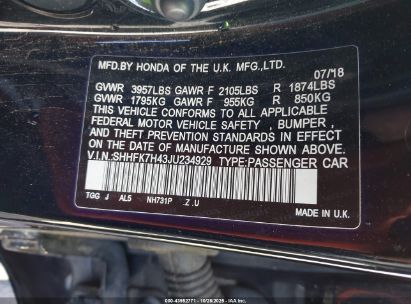 MFD.BY HONDA OF THE U.K. MFG.,LTD.
07/18
GVWR 3957LBS GAWR F 2105LBS R 1874LBS
GVWR 1795KG GAWR F 955KG R 850KG
THIS VEHICLE CONFORMS TO ALL APPLICABLE
FEDERAL MOTOR VEHICLE SAFETY , BUMPER ,
AND THEFT PREVENTION STANDARDS IN EFFECT ON
THE DATE OF MANUFACTURE SHOWN ABOVE.
V.I.N.:SHHFK7H43JU234929 TYPE:PASSENGER CAR
TGG J AL5 NH731P Z .U
MADE IN U.K.